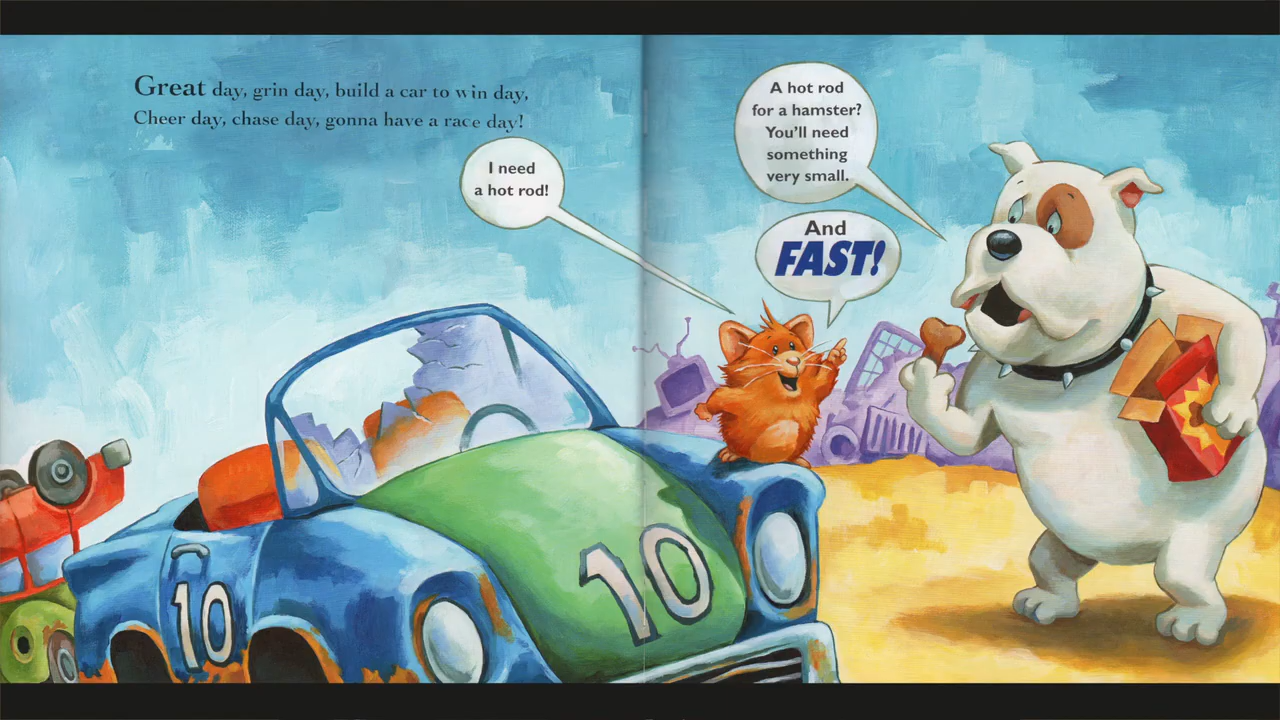 Great day, grin day, build a car to win day,
Cheer day, chase day, gonna have a race day!
I need
a hot rod!
A hot rod
for a hamster?
You'll need
something
very small.
And
FAST!
10
10